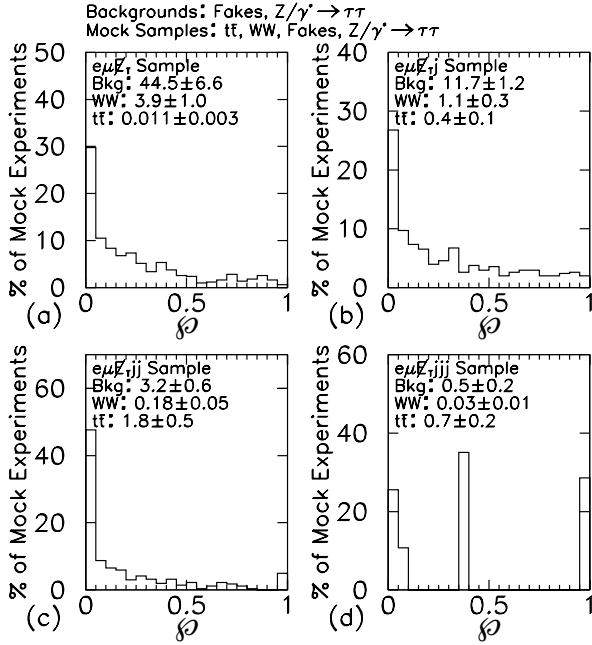 Backgrounds: Fakes, Z/γ*→ττ
Mock Samples: tt̄, WW, Fakes, Z/γ*→ττ
% of Mock Experiments
50
40
30
20
10
0
eμE̸_T Sample
Bkg: 44.5±6.6
WW: 3.9±1.0
tt̄: 0.011±0.003
0 0.5 1
(a) ℘
% of Mock Experiments
40
30
20
10
0
eμE̸_Tj Sample
Bkg: 11.7±1.2
WW: 1.1±0.3
tt̄: 0.4±0.1
0 0.5 1
(b) ℘
% of Mock Experiments
60
40
20
0
eμE̸_Tjj Sample
Bkg: 3.2±0.6
WW: 0.18±0.05
tt̄: 1.8±0.5
0 0.5 1
(c) ℘
% of Mock Experiments
60
40
20
0
eμE̸_Tjjj Sample
Bkg: 0.5±0.2
WW: 0.03±0.01
tt̄: 0.7±0.2
0 0.5 1
(d) ℘